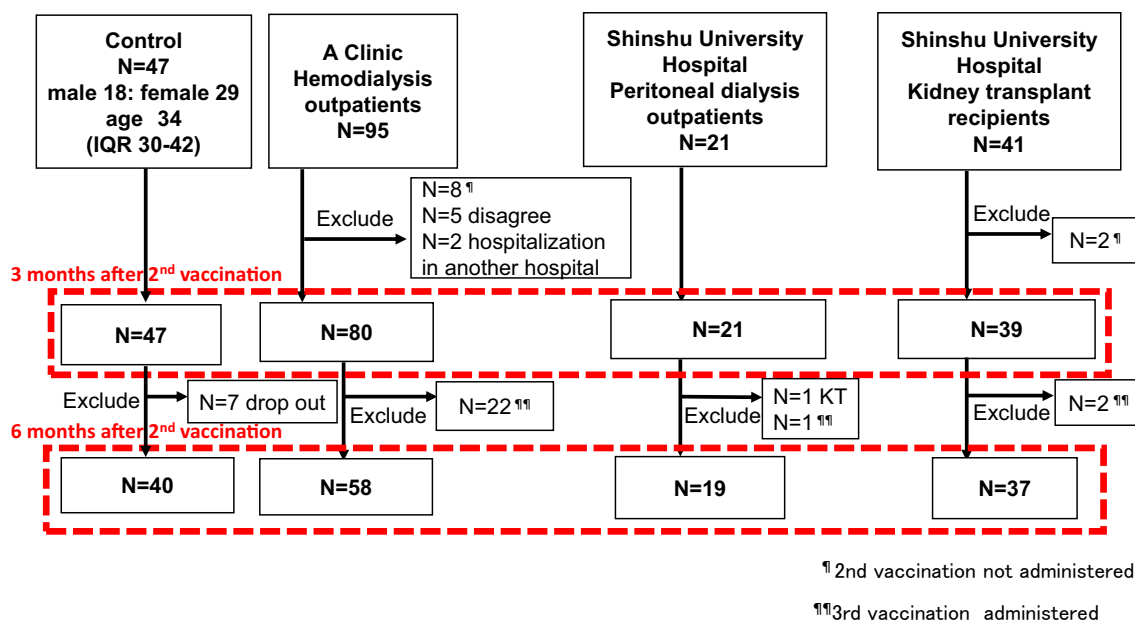 Control
N=47
male 18: female 29
age 34
(IQR 30-42)
A Clinic
Hemodialysis
outpatients
N=95
Shinshu University
Hospital
Peritoneal dialysis
outpatients
N=21
Shinshu University
Hospital
Kidney transplant
recipients
N=41
Exclude
N=8¶
N=5 disagree
N=2 hospitalization
in another hospital
Exclude
N=2¶
3 months after 2nd vaccination
N=47
N=80
N=21
N=39
Exclude
N=7 drop out
Exclude
N=22¶¶
Exclude
N=1 KT
N=1¶¶
Exclude
N=2¶¶
6 months after 2nd vaccination
N=40
N=58
N=19
N=37
¶2nd vaccination not administered
¶¶3rd vaccination administered